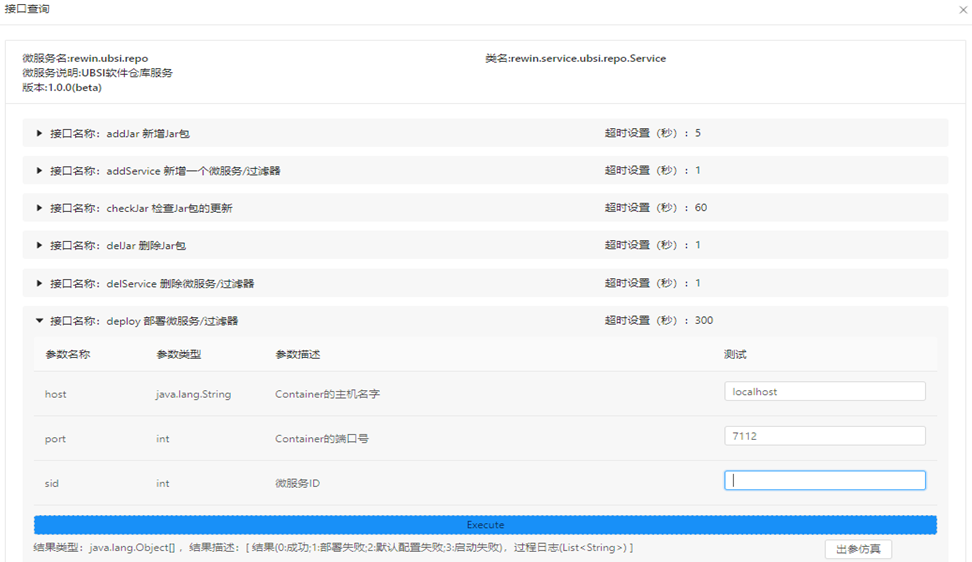 接口查询
微服务名:rewin.ubsi.repo 类名:rewin.service.ubsi.repo.Service
微服务说明:UBSI软件仓库服务
版本:1.0.0(beta)
接口名称：addJar 新增Jar包 超时设置（秒）：5
接口名称：addService 新增一个微服务/过滤器 超时设置（秒）：1
接口名称：checkJar 检查Jar包的更新 超时设置（秒）：60
接口名称：delJar 删除Jar包 超时设置（秒）：1
接口名称：delService 删除微服务/过滤器 超时设置（秒）：1
接口名称：deploy 部署微服务/过滤器 超时设置（秒）：300
参数名称 参数类型 参数描述 测试
host java.lang.String Container的主机名字 localhost
port int Container的端口号 7112
sid int 微服务ID
Execute
结果类型：java.lang.Object[] ，结果描述：[ 结果(0:成功;1:部署失败;2:默认配置失败;3:启动失败)，过程日志(List<String>) ] 出参仿真